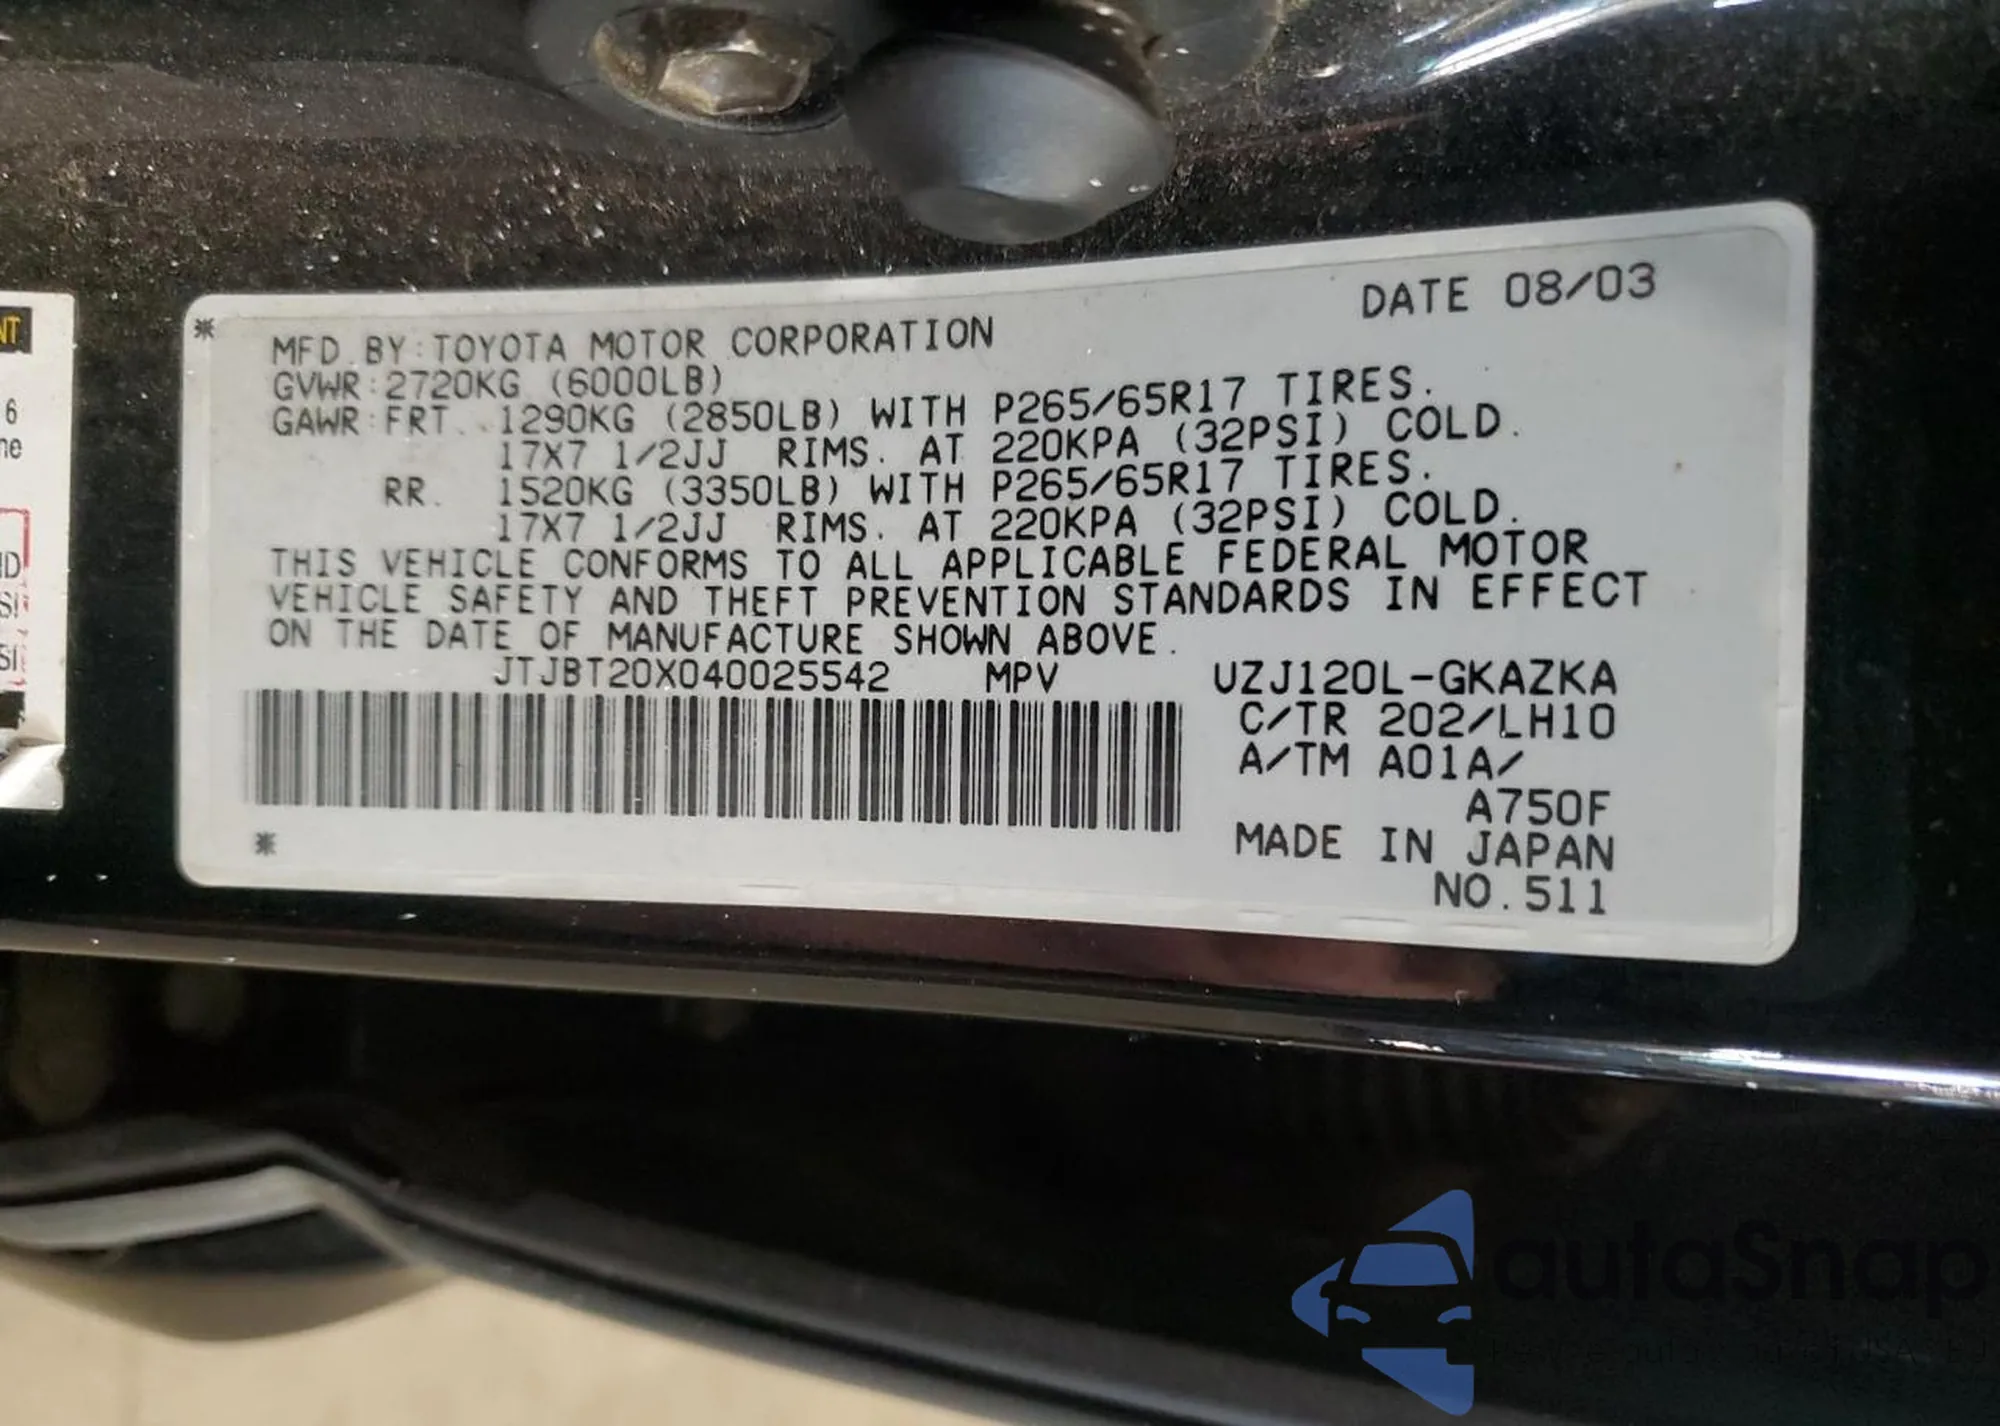 DATE 08/03
MFD.BY:TOYOTA MOTOR CORPORATION
GVWR:2720KG (6000LB)
GAWR:FRT. 1290KG (2850LB) WITH P265/65R17 TIRES.
17X7 1/2JJ RIMS. AT 220KPA (32PSI) COLD.
RR. 1520KG (3350LB) WITH P265/65R17 TIRES.
17X7 1/2JJ RIMS. AT 220KPA (32PSI) COLD.
THIS VEHICLE CONFORMS TO ALL APPLICABLE FEDERAL MOTOR
VEHICLE SAFETY AND THEFT PREVENTION STANDARDS IN EFFECT
ON THE DATE OF MANUFACTURE SHOWN ABOVE.
JTJBT20X040025542 MPV UZJ120L-GKAZKA
C/TR 202/LH10
A/TM A01A/
A750F
MADE IN JAPAN
NO.511
NT
6
autaSnap